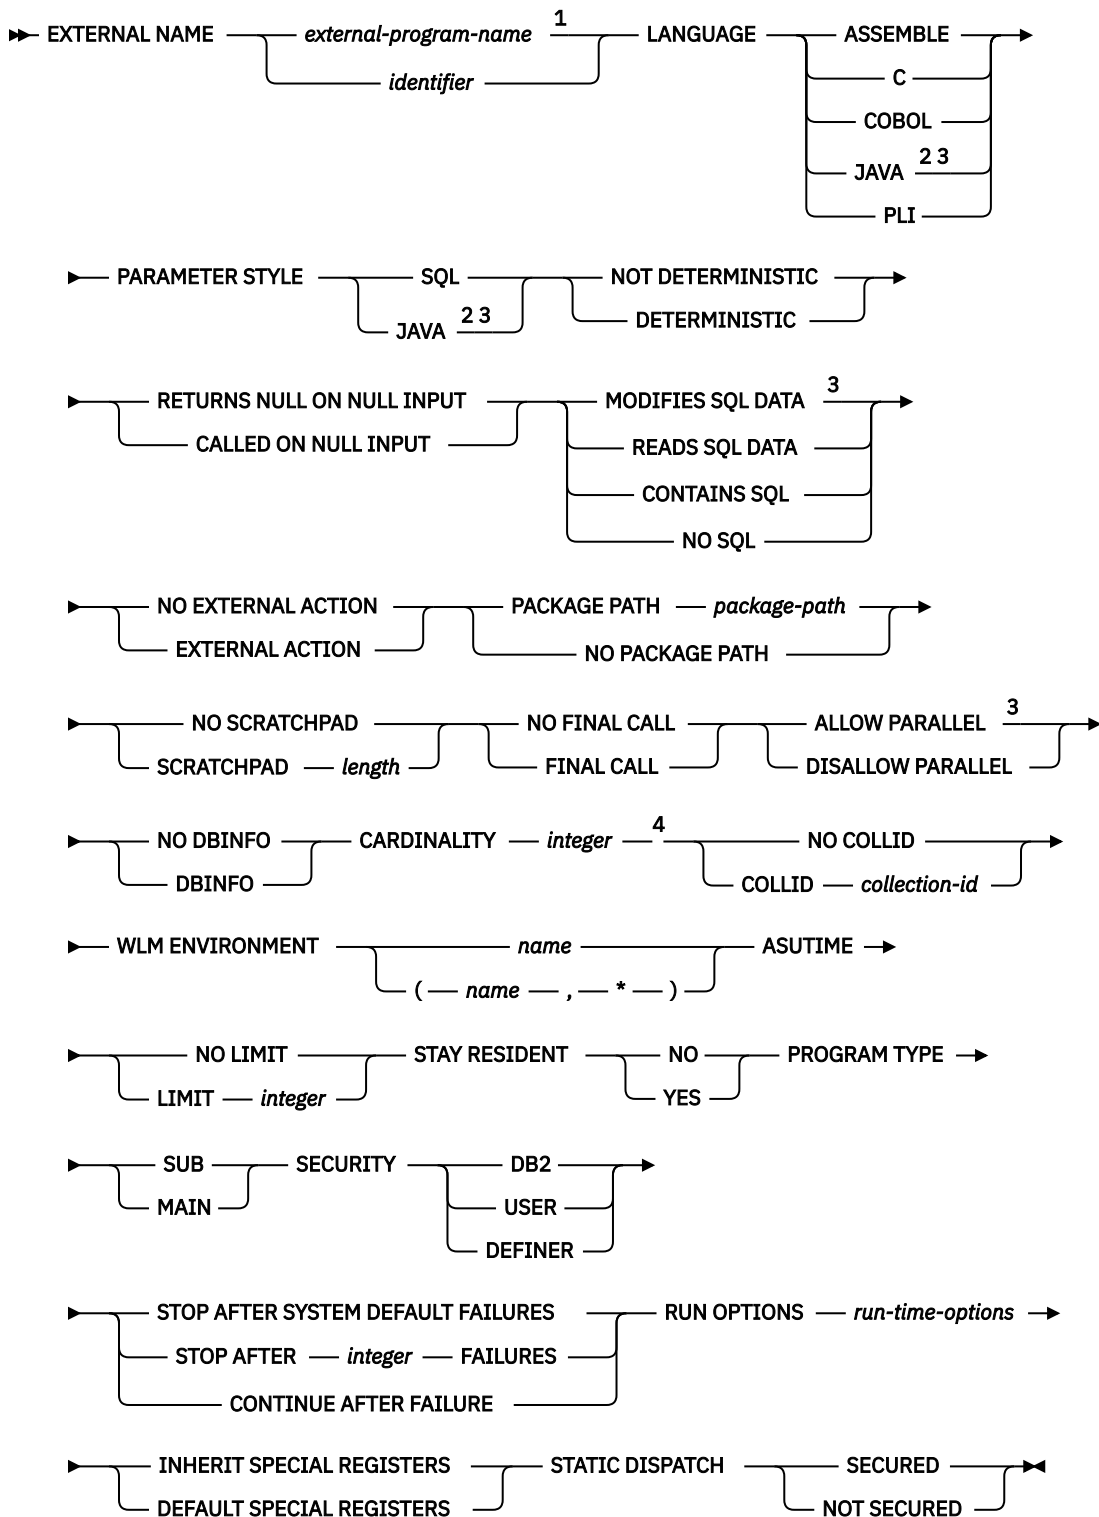 EXTERNAL NAME external-program-name 1 LANGUAGE ASSEMBLE
identifier C
COBOL
JAVA 2 3
PLI
PARAMETER STYLE SQL NOT DETERMINISTIC
JAVA 2 3 DETERMINISTIC
RETURNS NULL ON NULL INPUT MODIFIES SQL DATA 3
CALLED ON NULL INPUT READS SQL DATA
CONTAINS SQL
NO SQL
NO EXTERNAL ACTION PACKAGE PATH package-path
EXTERNAL ACTION NO PACKAGE PATH
NO SCRATCHPAD NO FINAL CALL ALLOW PARALLEL 3
SCRATCHPAD length FINAL CALL DISALLOW PARALLEL
NO DBINFO CARDINALITY integer 4 NO COLLID
DBINFO COLLID collection-id
WLM ENVIRONMENT name ASUTIME
( name , * )
NO LIMIT STAY RESIDENT NO PROGRAM TYPE
LIMIT integer YES
SUB SECURITY DB2
MAIN USER
DEFINER
STOP AFTER SYSTEM DEFAULT FAILURES RUN OPTIONS run-time-options
STOP AFTER integer FAILURES
CONTINUE AFTER FAILURE
INHERIT SPECIAL REGISTERS STATIC DISPATCH SECURED
DEFAULT SPECIAL REGISTERS NOT SECURED